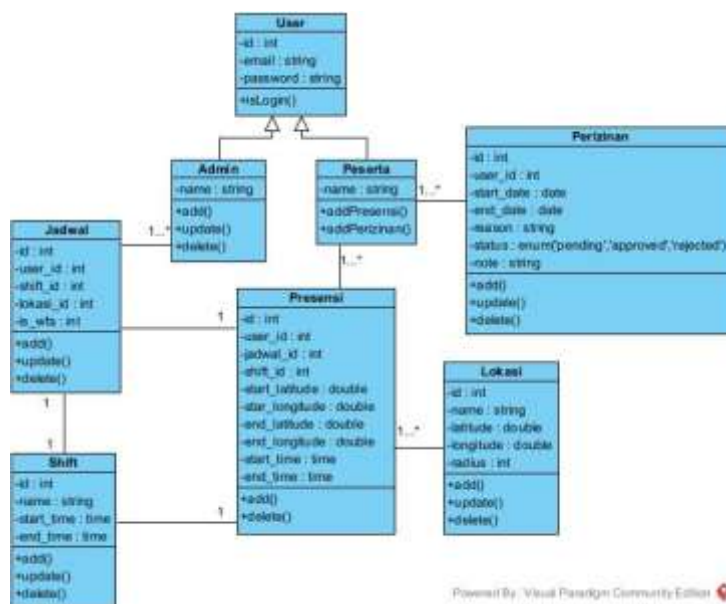 User
-id : int
-email : string
-password : string
+isLogin()
Admin
-name : string
+add()
+update()
+delete()
Peserta
-name : string
+addPresensi()
+addPerizinan()
Perizinan
-id : int
-user_id : int
-start_date : date
-end_date : date
-reason : string
-status : enum('pending','approved','rejected')
-note : string
+add()
+update()
+delete()
1...*
1...*
1...*
Jadwal
-id : int
-user_id : int
-shift_id : int
-lokasi_id : int
-is_wfa : int
+add()
+update()
+delete()
1
1
1
Presensi
-id : int
-user_id : int
-jadwal_id : int
-shift_id : int
-start_latitude : double
-star_longitude : double
-end_latitude : double
-end_longitude : double
-start_time : time
-end_time : time
+add()
+delete()
1...*
Lokasi
-id : int
-name : string
-latitude : double
-longitude : double
-radius : int
+add()
+update()
+delete()
Shift
-id : int
-name : string
-start_time : time
-end_time : time
+add()
+update()
+delete()
1
Powered By : Visual Paradigm Community Edition